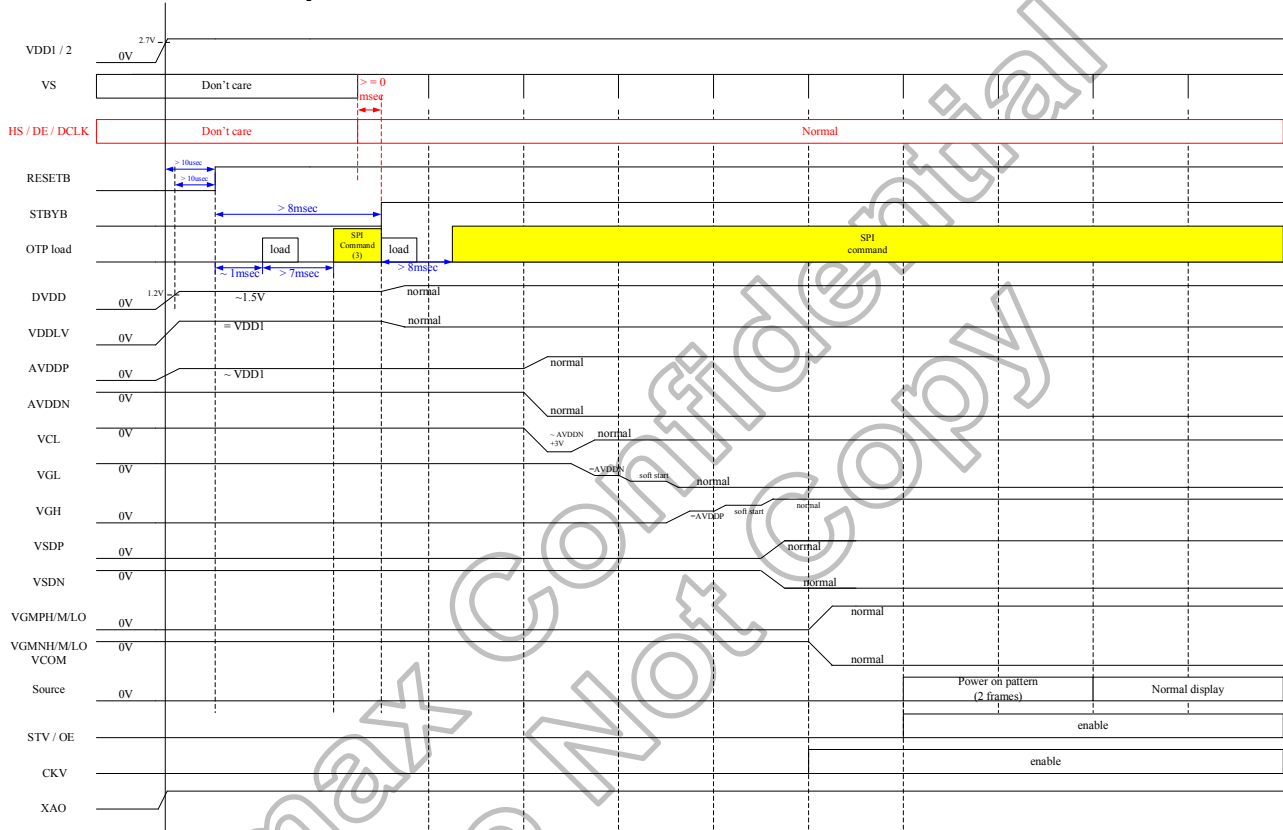 VDD1 / 2
0V
2.7V
VS
Don't care
> = 0
msec
HS / DE / DCLK
Don't care
Normal
RESETB
> 10usec
> 10usec
STBYB
> 8msec
OTP load
load
SPI
Command
(3)
load
SPI
command
~ 1msec
> 7msec
> 8msec
DVDD
0V
1.2V
~1.5V
normal
VDDLV
0V
= VDD1
normal
AVDDP
0V
~ VDD1
normal
AVDDN
0V
normal
VCL
0V
~ AVDDN
+3V
normal
VGL
0V
=AVDDN
soft start
normal
VGH
0V
=AVDDP
soft start
normal
VSDP
0V
normal
VSDN
0V
normal
VGMPH/M/LO
0V
normal
VGMNH/M/LO
VCOM
0V
normal
Source
0V
Power on pattern
(2 frames)
Normal display
STV / OE
enable
CKV
enable
XAO
max Confidential
Not Copy